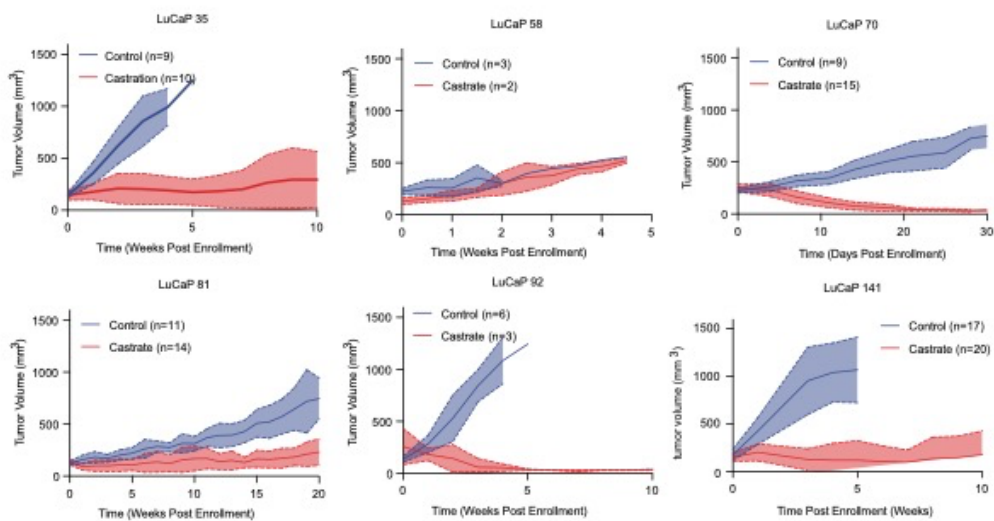 LuCaP 35
Tumor Volume (mm³)
1500
1000
500
0
Control (n=9)
Castration (n=10)
0 5 10
Time (Weeks Post Enrollment)
LuCaP 58
Tumor Volume (mm³)
1500
1000
500
0
Control (n=3)
Castrate (n=2)
0 1 2 3 4 5
Time (Weeks Post Enrollment)
LuCaP 70
Tumor Volume (mm³)
1500
1000
500
0
Control (n=9)
Castrate (n=15)
0 10 20 30
Time (Days Post Enrollment)
LuCaP 81
Tumor Volume (mm³)
1500
1000
500
0
Control (n=11)
Castrate (n=14)
0 5 10 15 20
Time (Weeks Post Enrollment)
LuCaP 92
Tumor Volume (mm³)
1500
1000
500
0
Control (n=6)
Castrate (n=3)
0 5 10
Time (Weeks Post Enrollment)
LuCaP 141
tumor volume (mm ³)
1500
1000
500
0
Control (n=17)
Castrate (n=20)
0 5 10
Time Post Enrollment (Weeks)